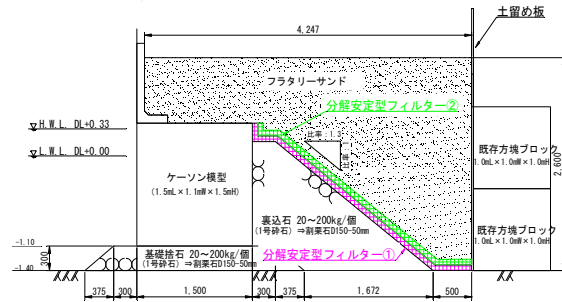 土留め板
4,247
フラタリーサンド
分解安定型フィルター②
H.W.L. DL+0.33
比率:1.3
比率:1
L.W.L. DL+0.00
既存方塊ブロック
1.0mL×1.0mW×1.0mH
2,600
ケーソン模型
(1.5mL×1.1mW×1.5mH)
裏込石 20～200kg/個
(1号砕石)⇒割栗石D150-50mm
既存方塊ブロック
1.0mL×1.0mW×1.0mH
-1.10
300
基礎捨石 20～200kg/個
(1号砕石)⇒割栗石D150-50mm
分解安定型フィルター①
-1.40
375
300
1,500
300
375
1,672
500